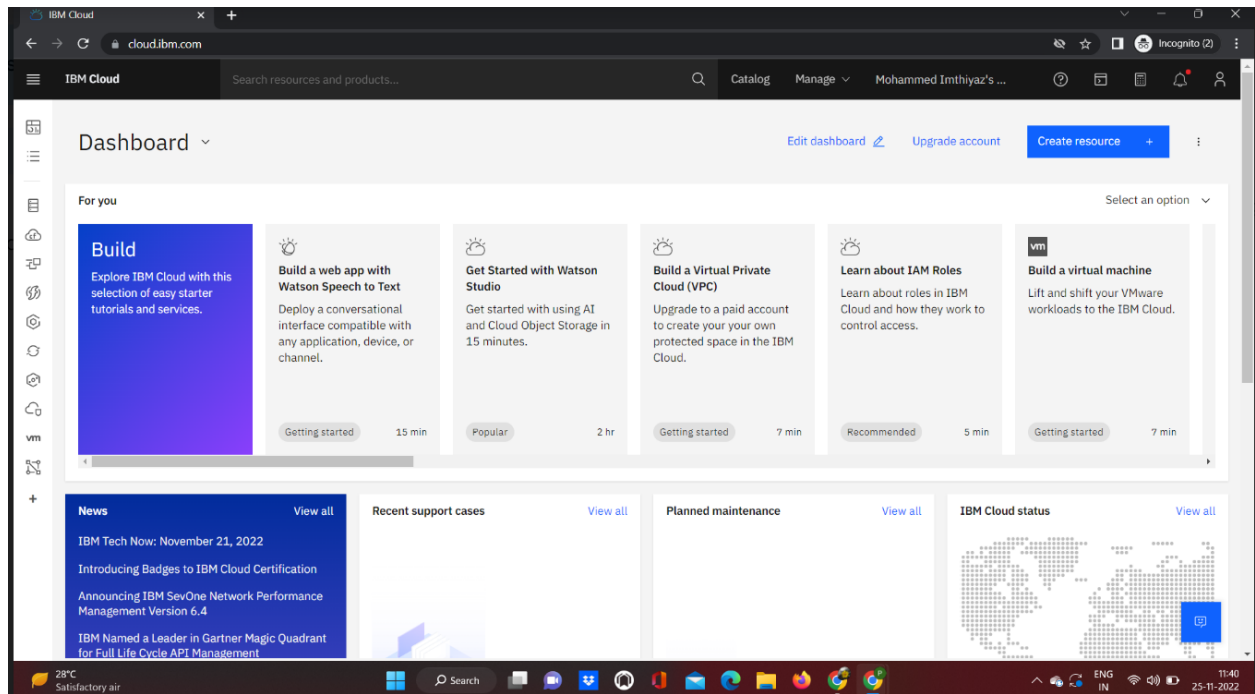 IBM Cloud
cloud.ibm.com
Incognito (2)
IBM Cloud
Search resources and products...
Catalog
Manage
Mohammed Imthiyaz's ...
Dashboard
Edit dashboard
Upgrade account
Create resource +
For you
Select an option
Build
Explore IBM Cloud with this
selection of easy starter
tutorials and services.
Build a web app with
Watson Speech to Text
Deploy a conversational
interface compatible with
any application, device, or
channel.
Getting started
15 min
Get Started with Watson
Studio
Get started with using AI
and Cloud Object Storage in
15 minutes.
Popular
2 hr
Build a Virtual Private
Cloud (VPC)
Upgrade to a paid account
to create your your own
protected space in the IBM
Cloud.
Getting started
7 min
Learn about IAM Roles
Learn about roles in IBM
Cloud and how they work to
control access.
Recommended
5 min
vm
Build a virtual machine
Lift and shift your VMware
workloads to the IBM Cloud.
Getting started
7 min
vm
News
View all
IBM Tech Now: November 21, 2022
Introducing Badges to IBM Cloud Certification
Announcing IBM SevOne Network Performance
Management Version 6.4
IBM Named a Leader in Gartner Magic Quadrant
for Full Life Cycle API Management
Recent support cases
View all
Planned maintenance
View all
IBM Cloud status
View all
28°C
Satisfactory air
Search
ENG
IN
11:40
25-11-2022